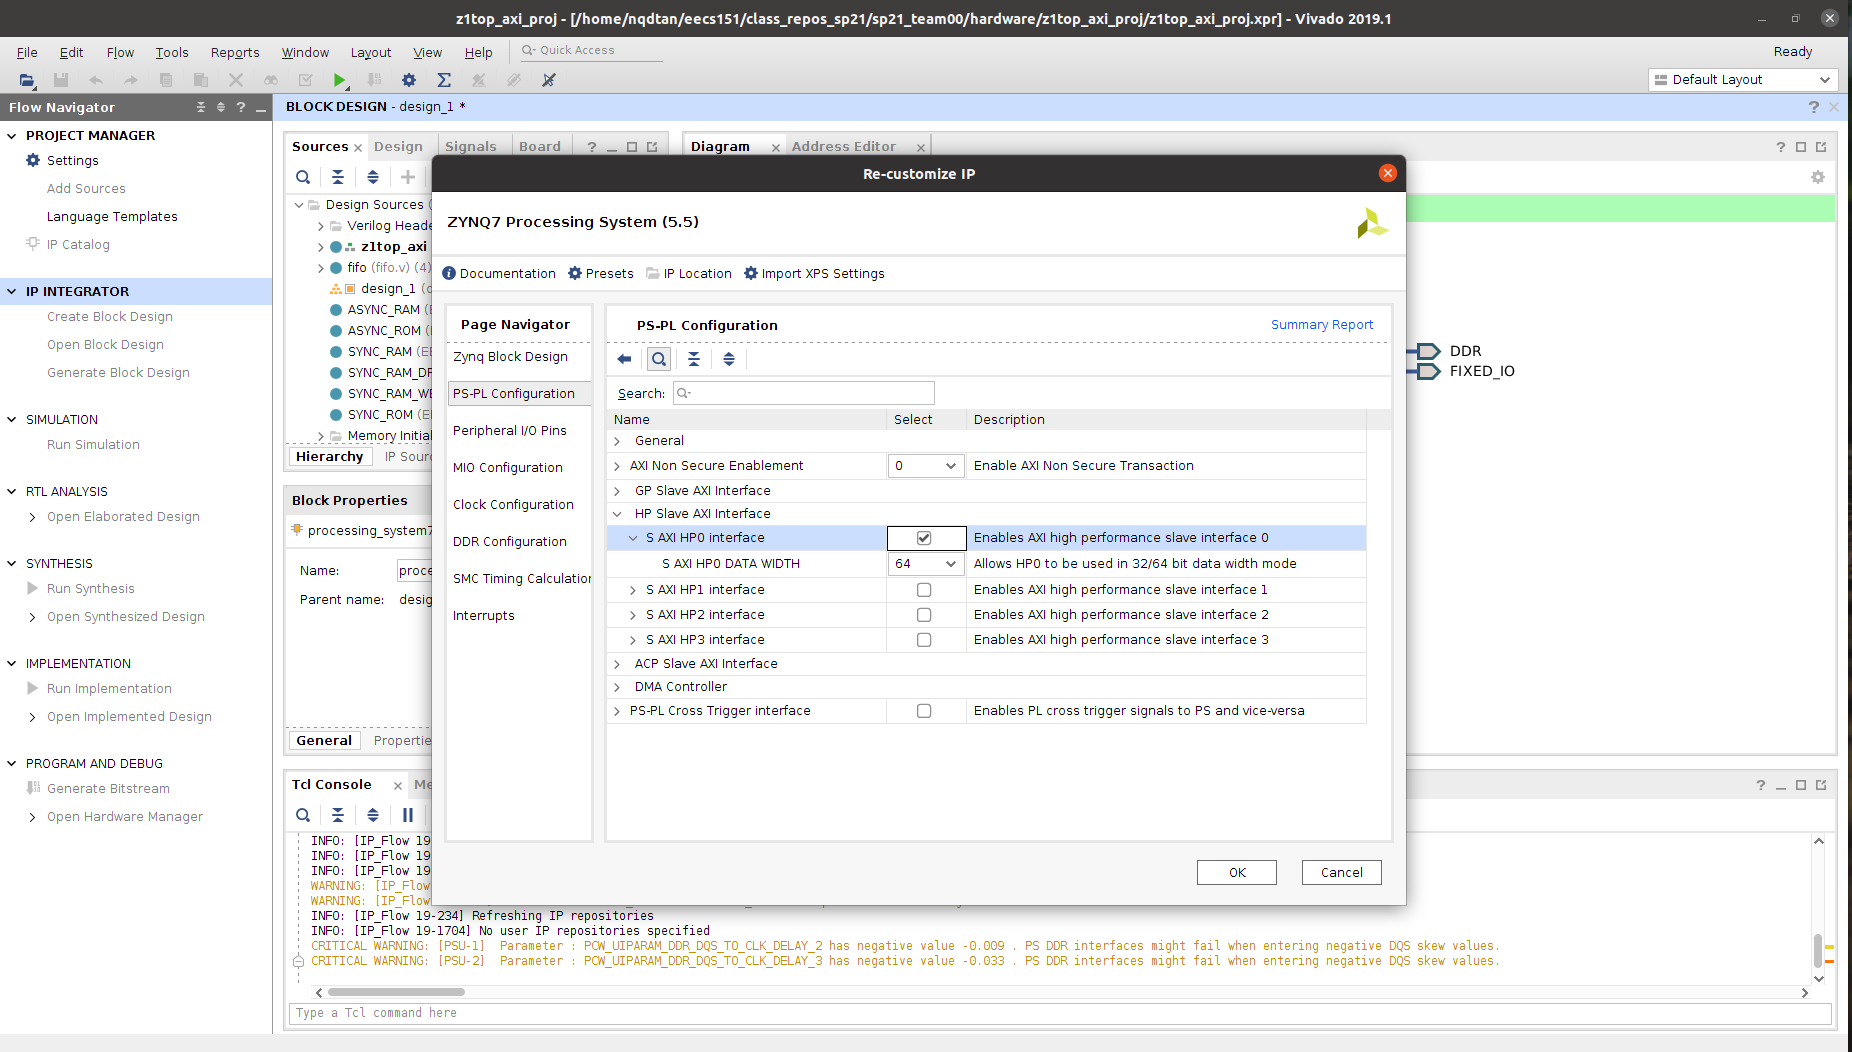 z1top_axi_proj - [/home/nqdtan/eecs151/class_repos_sp21/sp21_team00/hardware/z1top_axi_proj/z1top_axi_proj.xpr] - Vivado 2019.1
File Edit Flow Tools Reports Window Layout View Help Quick Access Ready
Default Layout
Flow Navigator
PROJECT MANAGER
Settings
Add Sources
Language Templates
IP Catalog
IP INTEGRATOR
Create Block Design
Open Block Design
Generate Block Design
SIMULATION
Run Simulation
RTL ANALYSIS
Open Elaborated Design
SYNTHESIS
Run Synthesis
Open Synthesized Design
IMPLEMENTATION
Run Implementation
Open Implemented Design
PROGRAM AND DEBUG
Generate Bitstream
Open Hardware Manager
BLOCK DESIGN - design_1 *
Sources Design Signals Board
Design Sources (
Verilog Heade
z1top_axi
fifo (fifo.v) (4)
design_1 (
ASYNC_RAM (
ASYNC_ROM (
SYNC_RAM (
SYNC_RAM_DP
SYNC_RAM_WB
SYNC_ROM (
Memory Initial
Hierarchy IP Sour
Block Properties
processing_system7
Name: proce
Parent name: desig
General Propertie
Diagram Address Editor
DDR
FIXED_IO
Re-customize IP
ZYNQ7 Processing System (5.5)
Documentation Presets IP Location Import XPS Settings
Page Navigator
Zynq Block Design
PS-PL Configuration
Peripheral I/O Pins
MIO Configuration
Clock Configuration
DDR Configuration
SMC Timing Calculation
Interrupts
PS-PL Configuration Summary Report
Search:
Name Select Description
General
AXI Non Secure Enablement 0 Enable AXI Non Secure Transaction
GP Slave AXI Interface
HP Slave AXI Interface
S AXI HP0 interface Enables AXI high performance slave interface 0
S AXI HP0 DATA WIDTH 64 Allows HP0 to be used in 32/64 bit data width mode
S AXI HP1 interface Enables AXI high performance slave interface 1
S AXI HP2 interface Enables AXI high performance slave interface 2
S AXI HP3 interface Enables AXI high performance slave interface 3
ACP Slave AXI Interface
DMA Controller
PS-PL Cross Trigger interface Enables PL cross trigger signals to PS and vice-versa
OK Cancel
Tcl Console Me
INFO: [IP_Flow 19
INFO: [IP_Flow 19
INFO: [IP_Flow 19
WARNING: [IP_Flow
WARNING: [IP_Flow
INFO: [IP_Flow 19-234] Refreshing IP repositories
INFO: [IP_Flow 19-1704] No user IP repositories specified
CRITICAL WARNING: [PSU-1] Parameter : PCW_UIPARAM_DDR_DQS_TO_CLK_DELAY_2 has negative value -0.009 . PS DDR interfaces might fail when entering negative DQS skew values.
CRITICAL WARNING: [PSU-2] Parameter : PCW_UIPARAM_DDR_DQS_TO_CLK_DELAY_3 has negative value -0.033 . PS DDR interfaces might fail when entering negative DQS skew values.
Type a Tcl command here